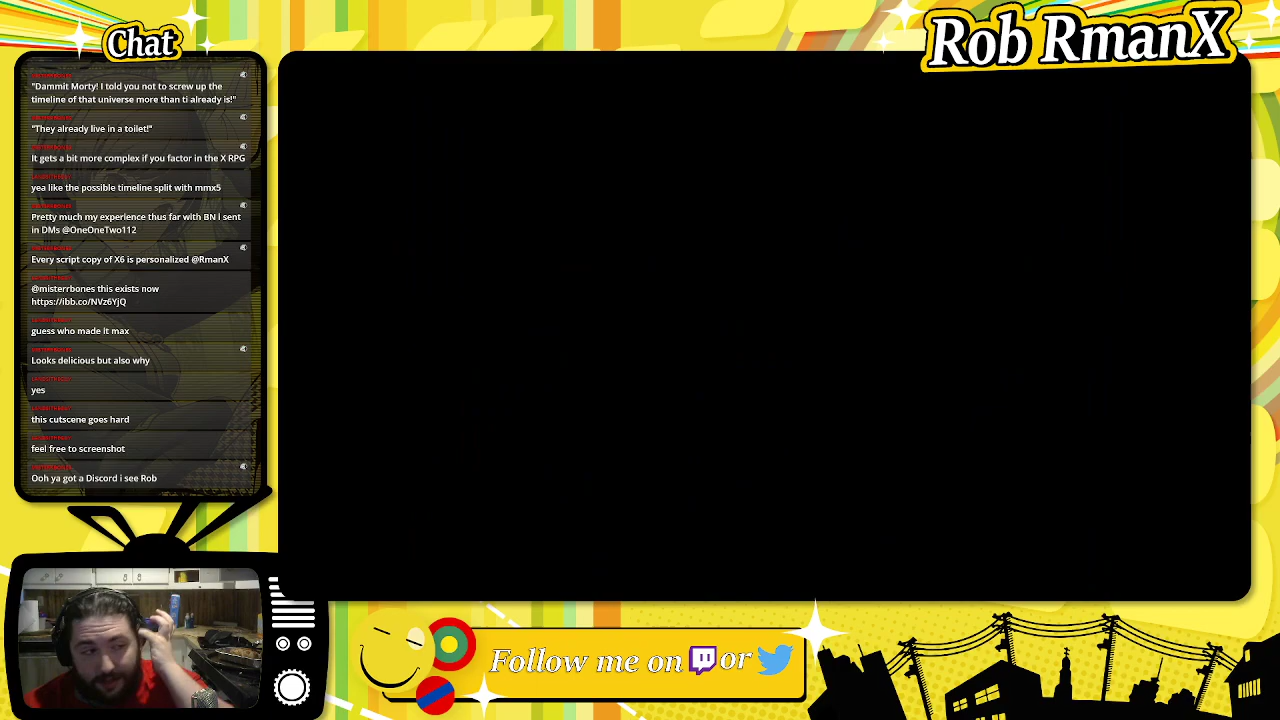 Chat
Rob RmanX
"Dammit Morty! I told you not to screw up the
timeline of that universe more than ti already is!"
"They already live in a toilet"
It gets a bit more complex if you factor in the X RPG
yea like the possible timeline split with mmx5
Pretty much my experience thus far with BN i sent
in DMs @OneOneTwo112
Every script copy of X6 is personalized @RmanX
@misterrbones this exists now
https://ibb.co/NVz6YjQ
guess who made it max
Looks delicious but also why
yes
this cutscene goes hard
feel free to screenshot
Ooh ya got a Discord i see Rob
Follow me on or